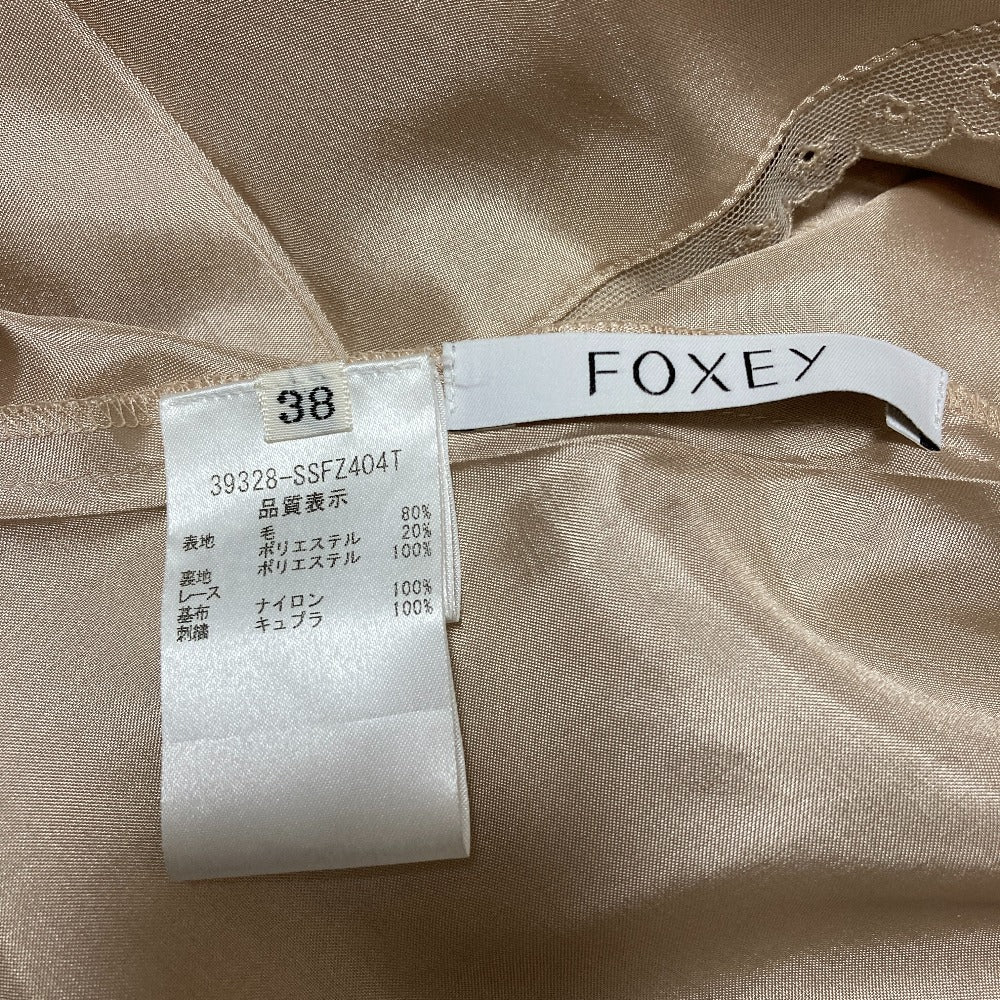 FOXEY
38
39328-SSFZ404T
品質表示
表地 毛 80%
ポリエステル 20%
裏地 ポリエステル 100%
レース
基布 ナイロン 100%
刺繍 キュプラ 100%